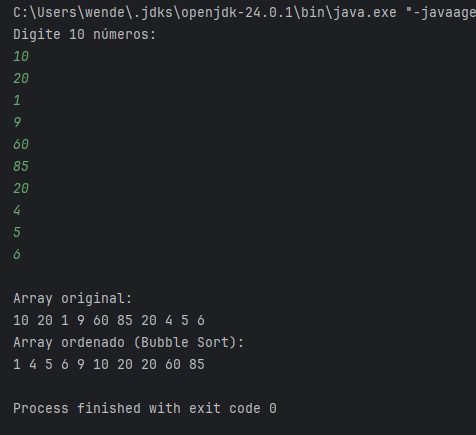 C:\Users\wende\.jdks\openjdk-24.0.1\bin\java.exe "-javaage
Digite 10 números:
10
20
1
9
60
85
20
4
5
6
Array original:
10 20 1 9 60 85 20 4 5 6
Array ordenado (Bubble Sort):
1 4 5 6 9 10 20 20 60 85
Process finished with exit code 0